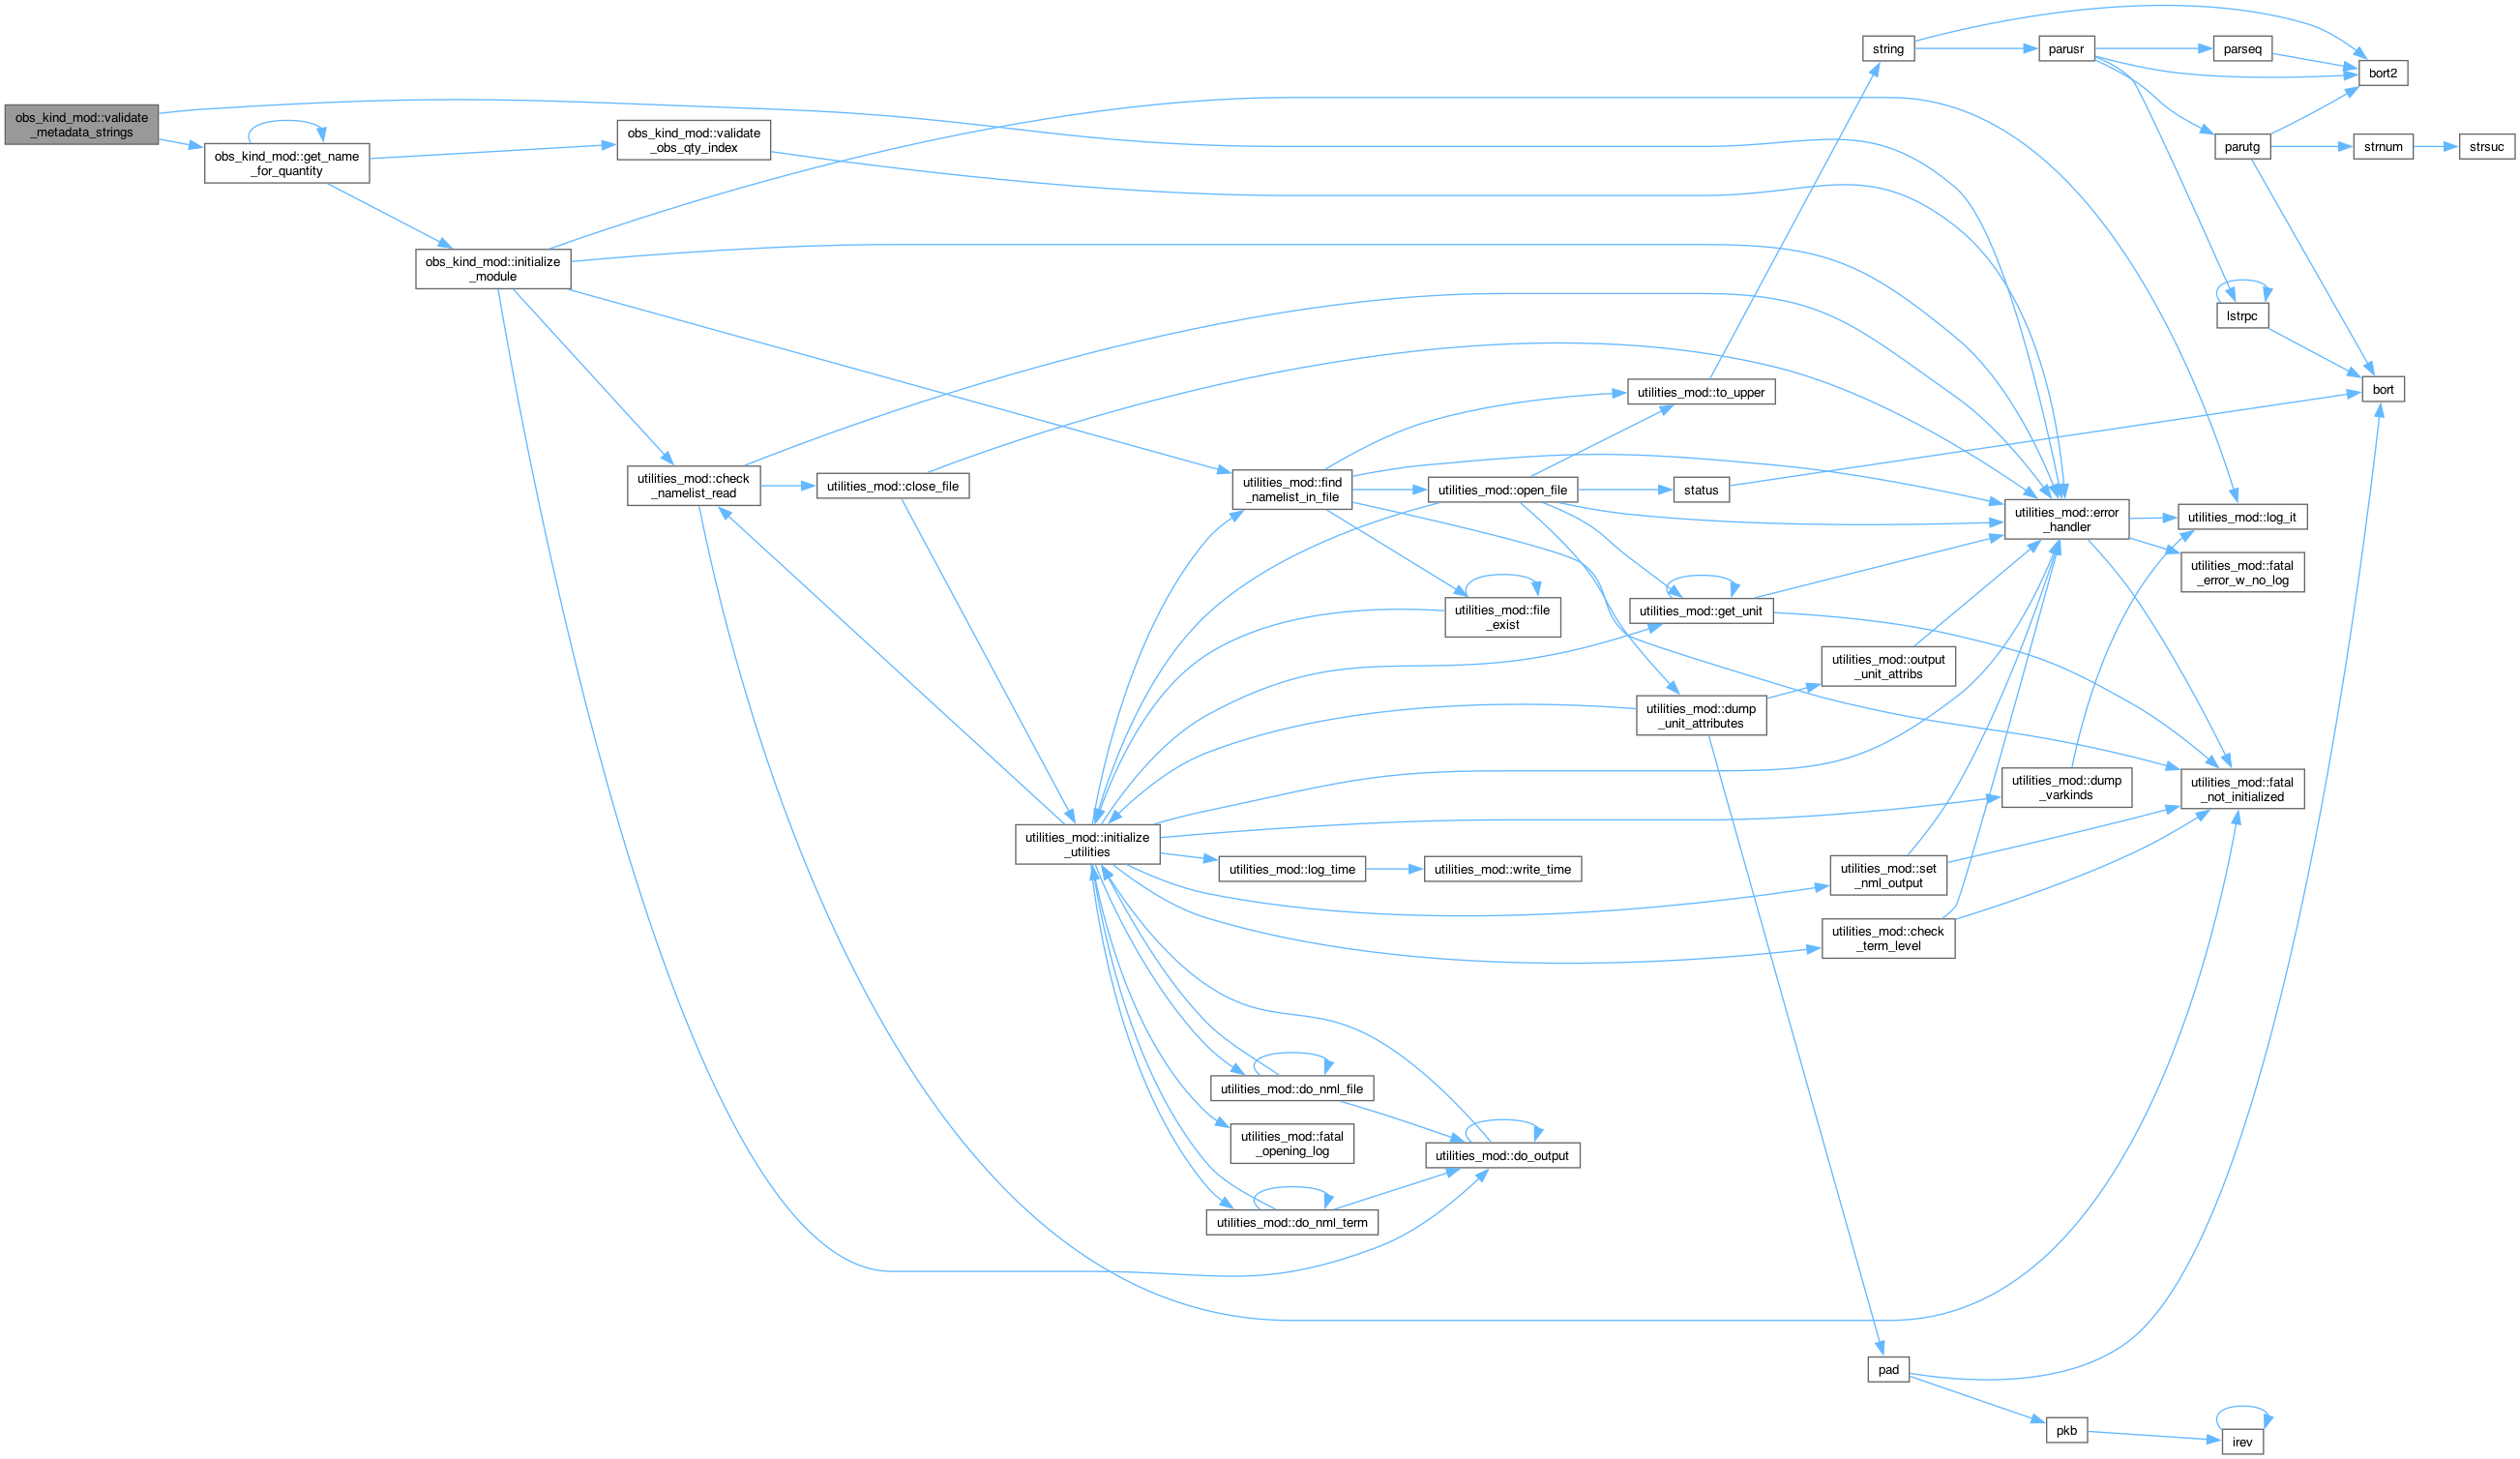 obs_kind_mod::validate
_metadata_strings
obs_kind_mod::get_name
_for_quantity
obs_kind_mod::validate
_obs_qty_index
obs_kind_mod::initialize
_module
utilities_mod::check
_namelist_read
utilities_mod::close_file
utilities_mod::initialize
_utilities
utilities_mod::find
_namelist_in_file
utilities_mod::open_file
utilities_mod::file
_exist
utilities_mod::log_time
utilities_mod::write_time
utilities_mod::do_nml_file
utilities_mod::fatal
_opening_log
utilities_mod::do_nml_term
utilities_mod::do_output
utilities_mod::to_upper
status
utilities_mod::get_unit
utilities_mod::dump
_unit_attributes
utilities_mod::output
_unit_attribs
utilities_mod::set
_nml_output
utilities_mod::check
_term_level
utilities_mod::dump
_varkinds
utilities_mod::error
_handler
utilities_mod::log_it
utilities_mod::fatal
_error_w_no_log
utilities_mod::fatal
_not_initialized
string
parusr
parseq
bort2
parutg
strnum
strsuc
lstrpc
bort
pad
pkb
irev